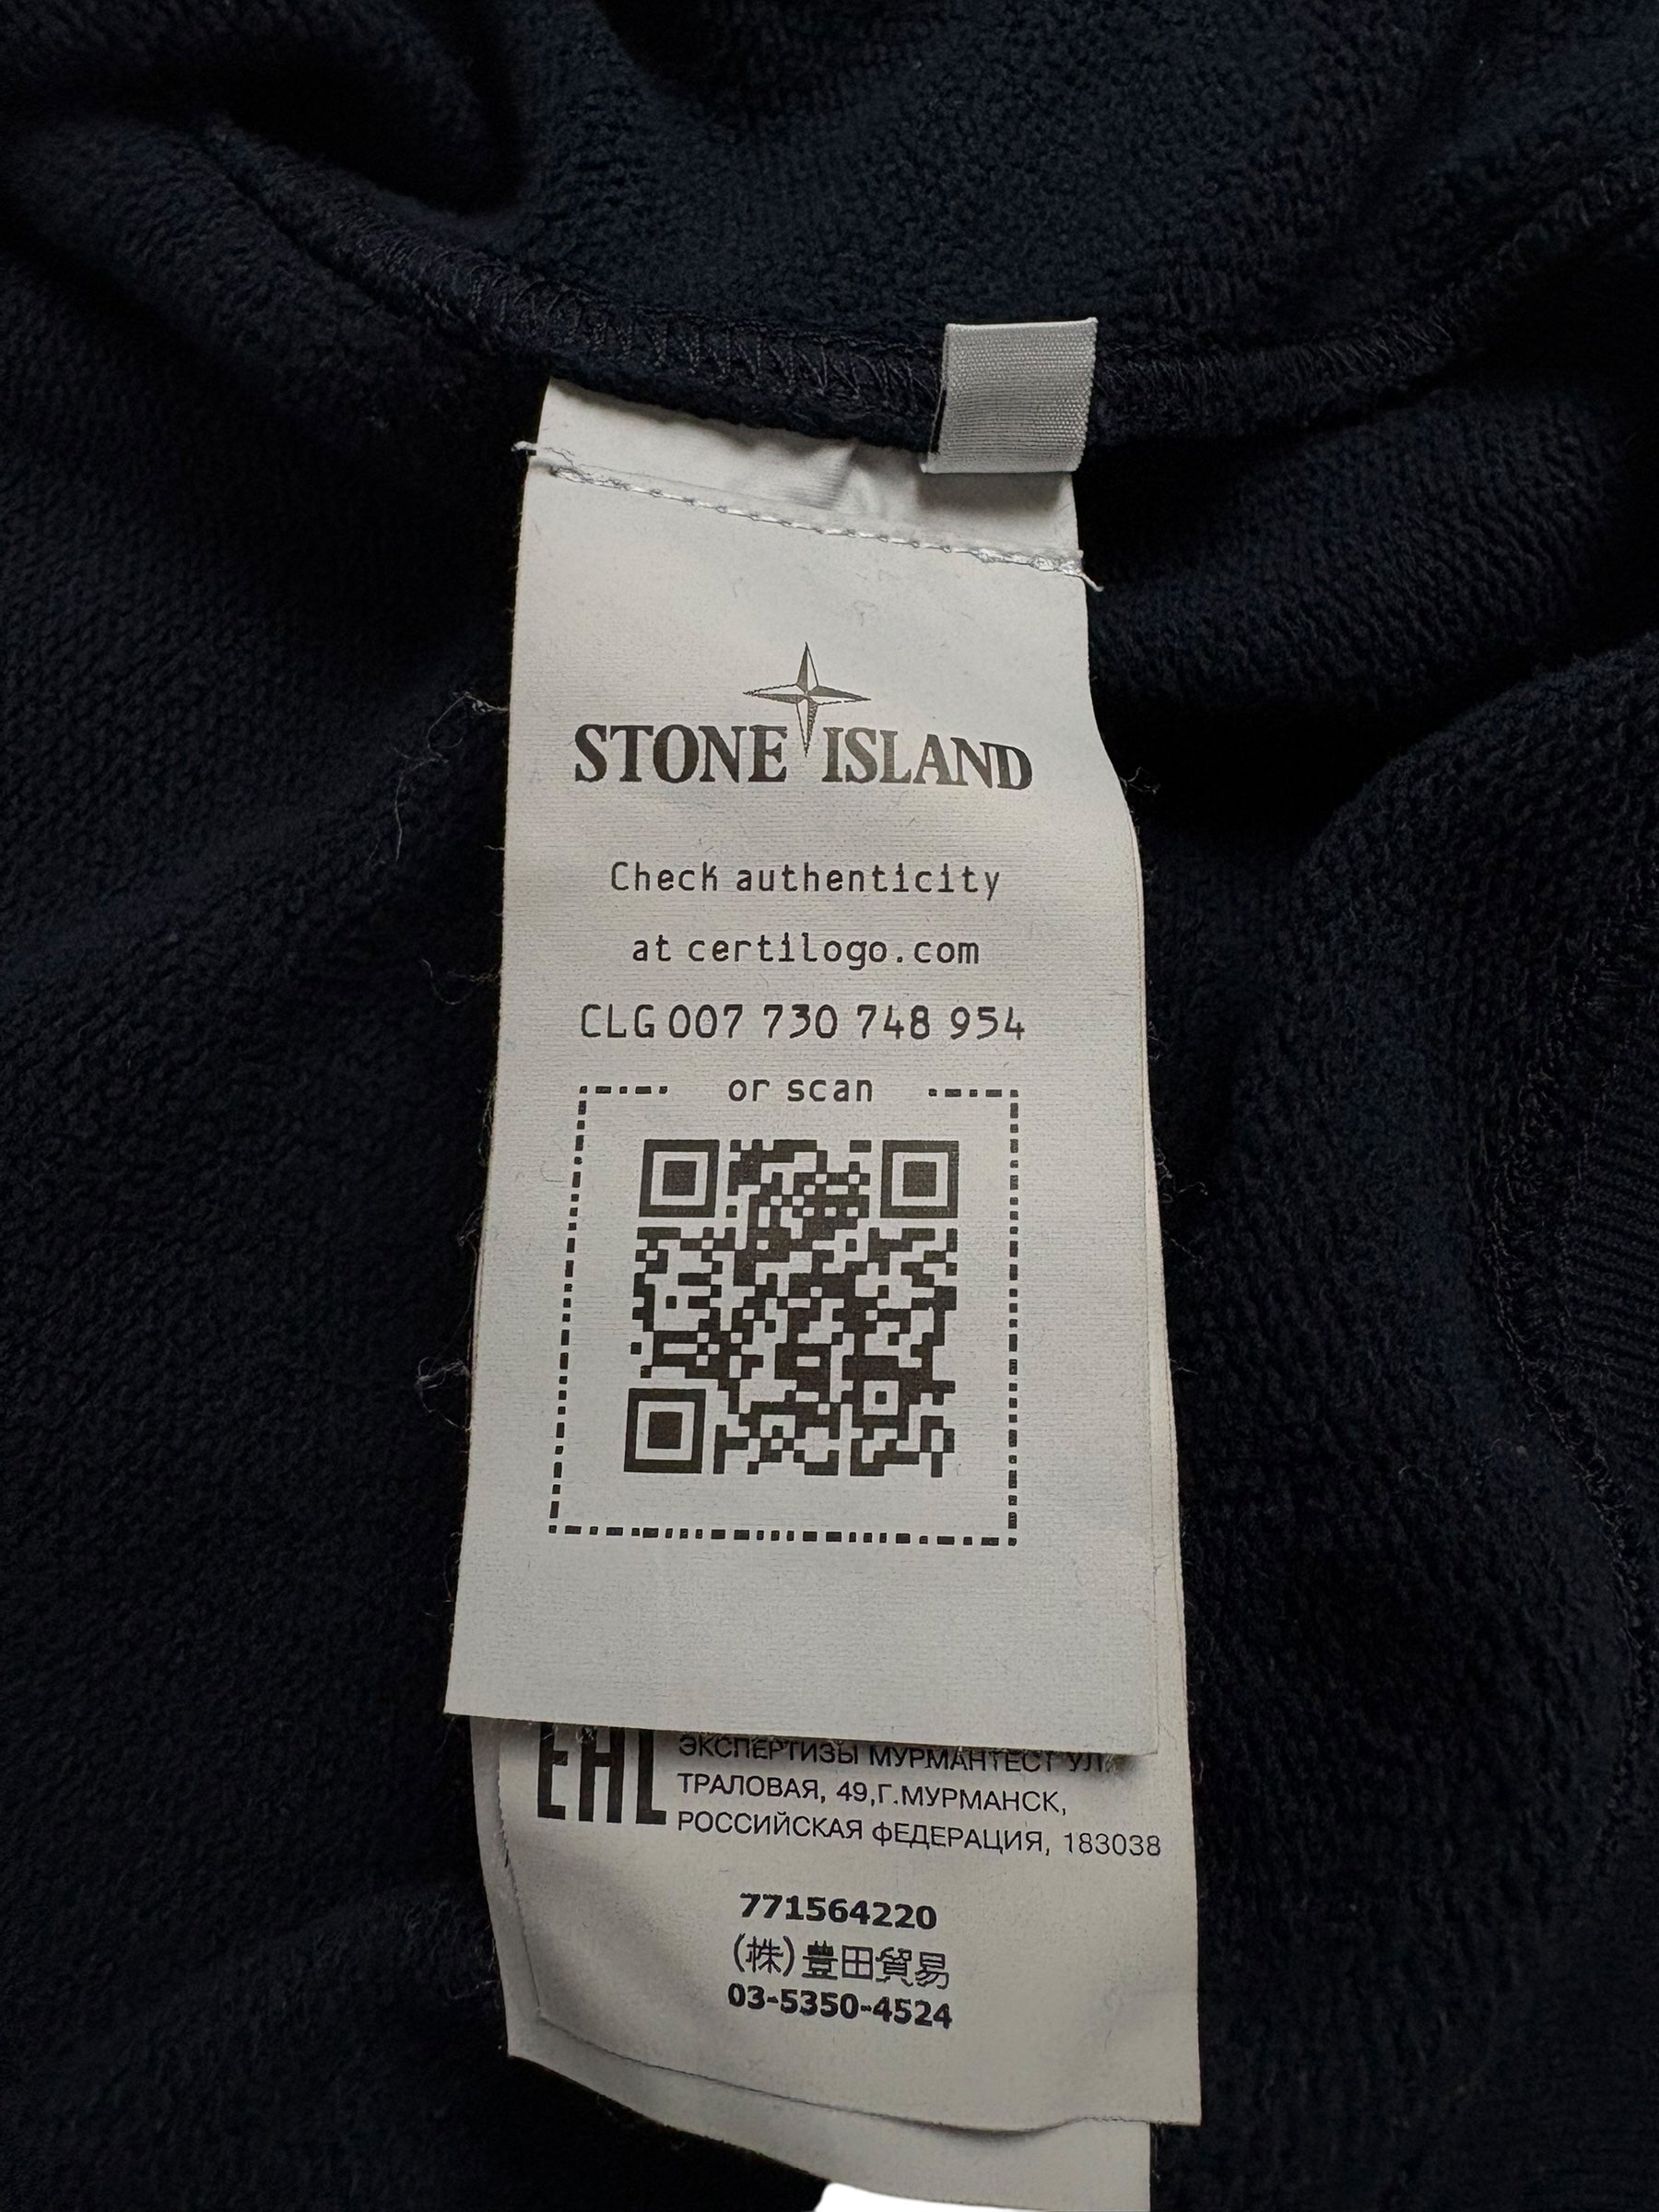 STONE ISLAND
Check authenticity
at certilogo.com
CLG 007 730 748 954
or scan
EAC
ЭКСПЕРТИЗЫ МУРМАНТЕСТ УЛ.
ТРАЛОВАЯ, 49,Г.МУРМАНСК,
РОССИЙСКАЯ фЕДЕРАЦИЯ, 183038
771564220
(株)豊田貿易
03-5350-4524